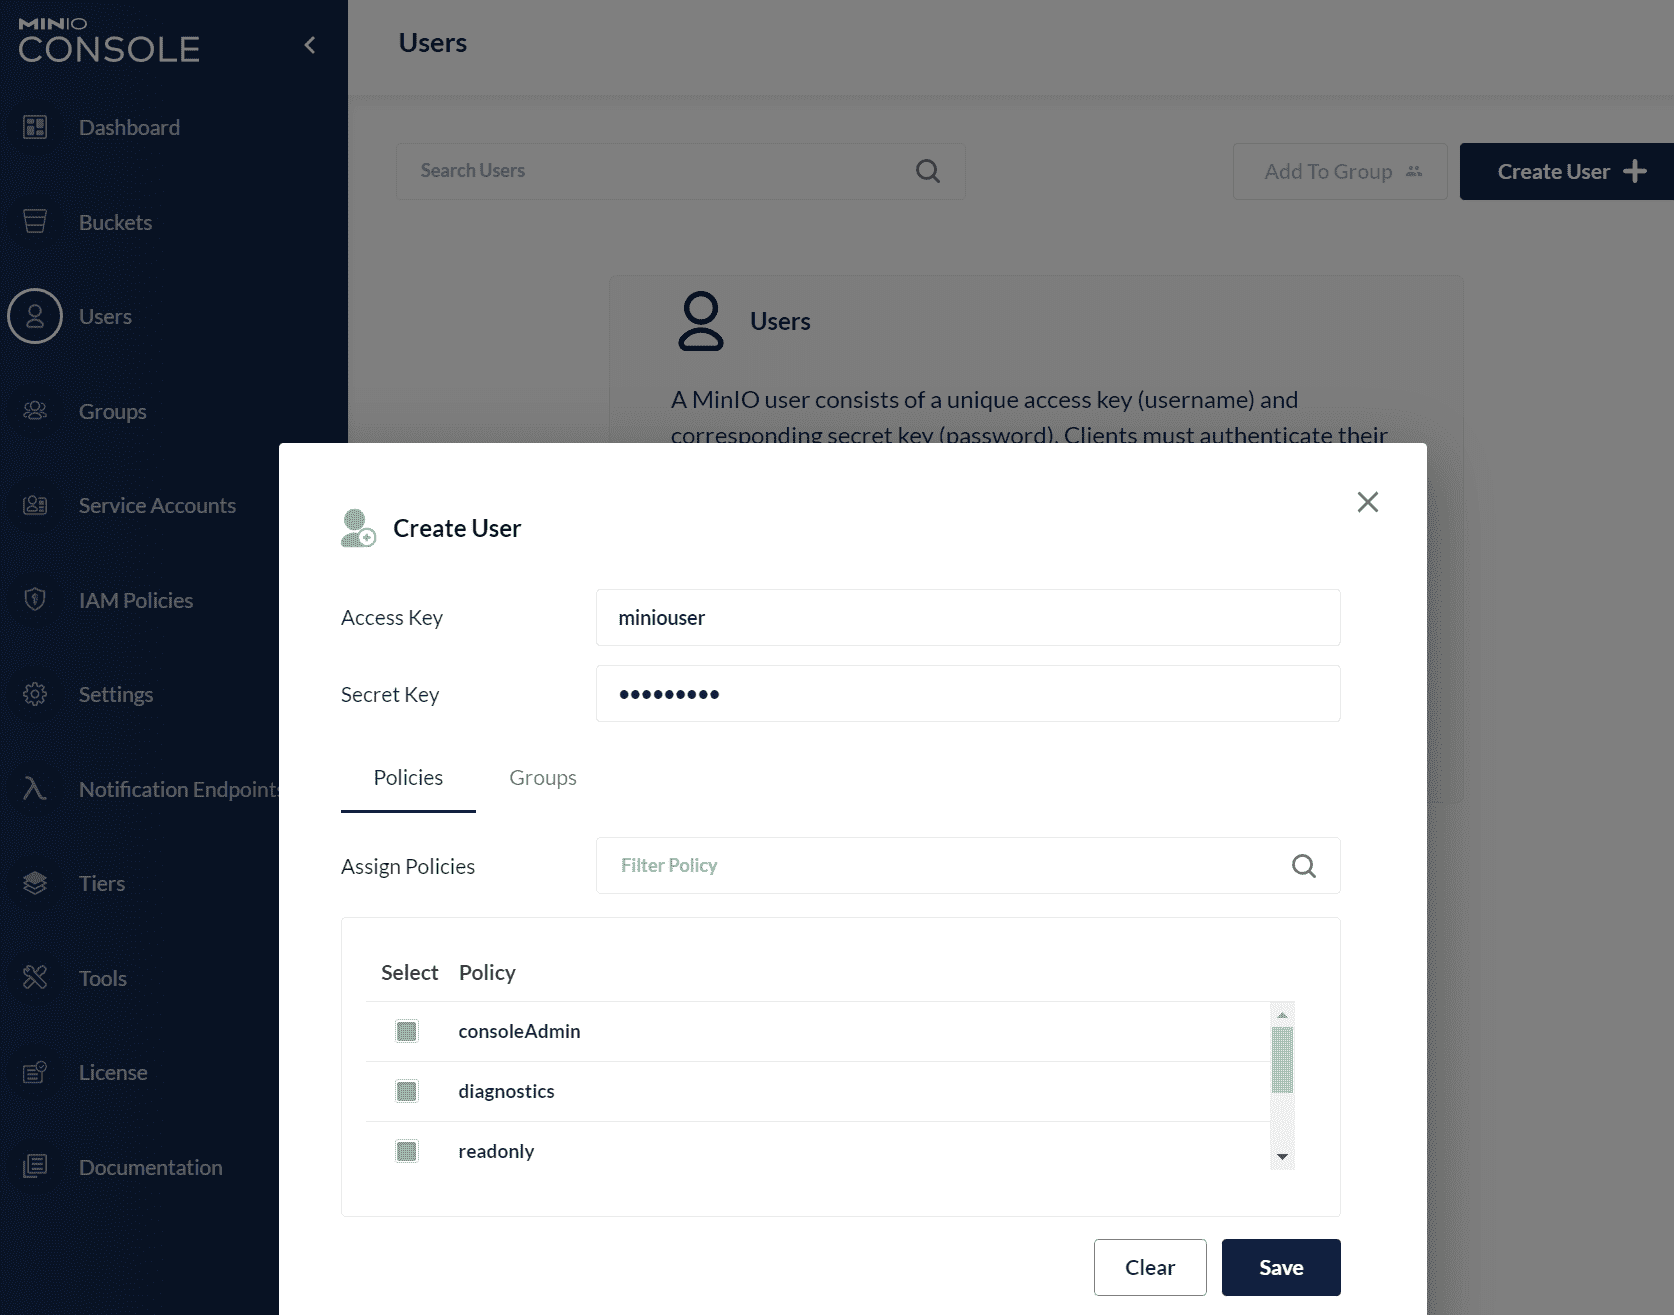 MINIO
CONSOLE
Dashboard
Buckets
Users
Groups
Service Accounts
IAM Policies
Settings
Notification Endpoints
Tiers
Tools
License
Documentation
Users
Search Users
Add To Group
Create User
Users
A MinIO user consists of a unique access key (username) and
corresponding secret key (password). Clients must authenticate their
Create User
Access Key
miniouser
Secret Key
•••••••••
Policies Groups
Assign Policies
Filter Policy
Select Policy
consoleAdmin
diagnostics
readonly
Clear
Save